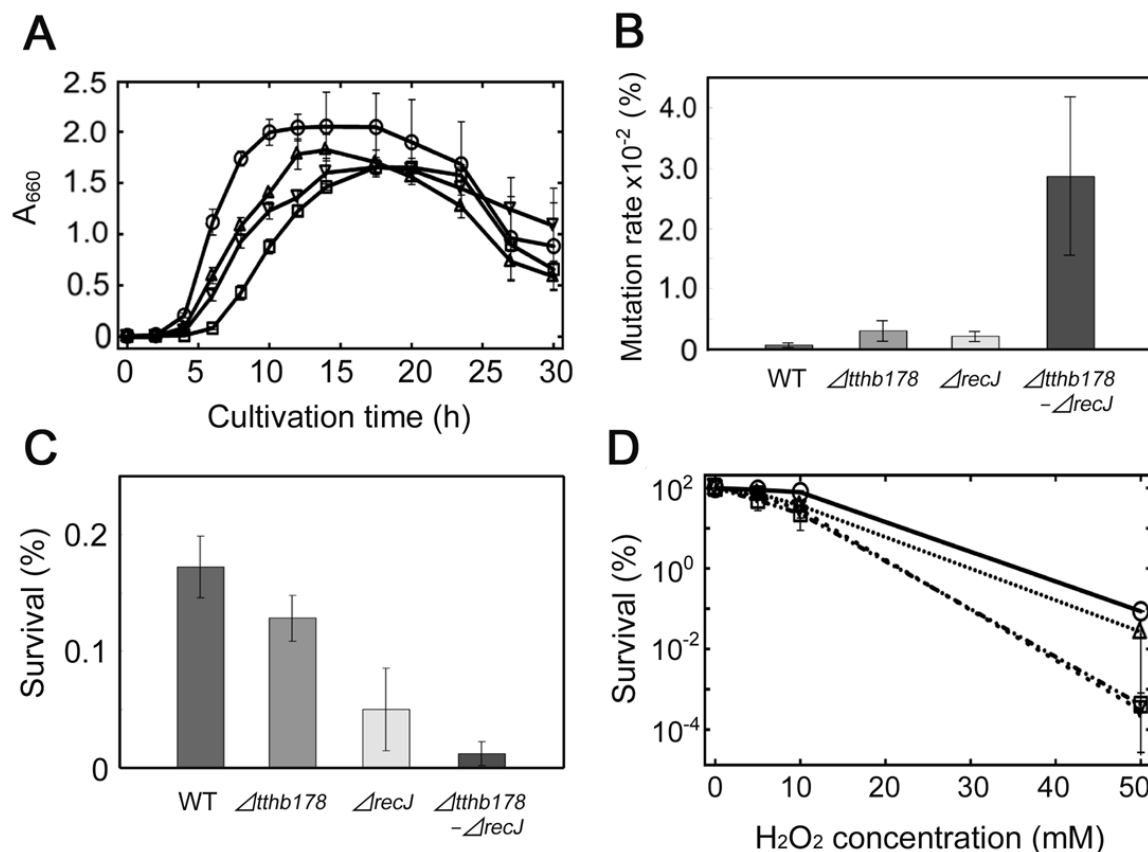 A
2.5
2.0
1.5
1.0
0.5
0
A₆₆₀
0 5 10 15 20 25 30
Cultivation time (h)
B
Mutation rate x10⁻² (%)
4.0
3.0
2.0
1.0
0
WT ⊿tthb178 ⊿recJ ⊿tthb178
–⊿recJ
C
Survival (%)
0.2
0.1
0
WT ⊿tthb178 ⊿recJ ⊿tthb178
–⊿recJ
D
Survival (%)
10²
10⁰
10⁻²
10⁻⁴
0 10 20 30 40 50
H₂O₂ concentration (mM)